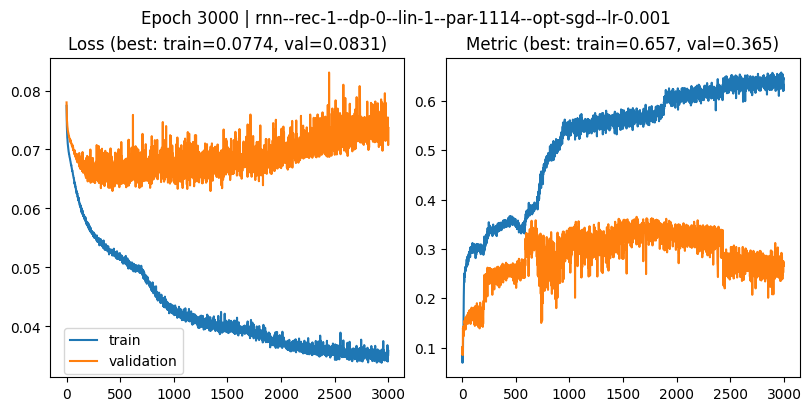 Epoch 3000 | rnn--rec-1--dp-0--lin-1--par-1114--opt-sgd--lr-0.001
Loss (best: train=0.0774, val=0.0831)
0.08
0.07
0.06
0.05
0.04
train
validation
0 500 1000 1500 2000 2500 3000
Metric (best: train=0.657, val=0.365)
0.6
0.5
0.4
0.3
0.2
0.1
0 500 1000 1500 2000 2500 3000